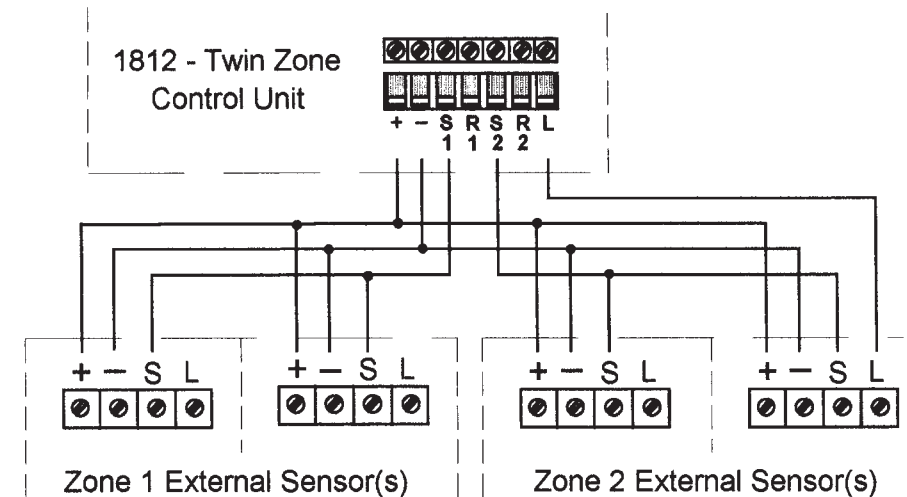 1812 - Twin Zone
Control Unit
+ − S R S R L
1 1 2 2
+ — S L
+ — S L
+ — S L
+ — S L
Zone 1 External Sensor(s)
Zone 2 External Sensor(s)